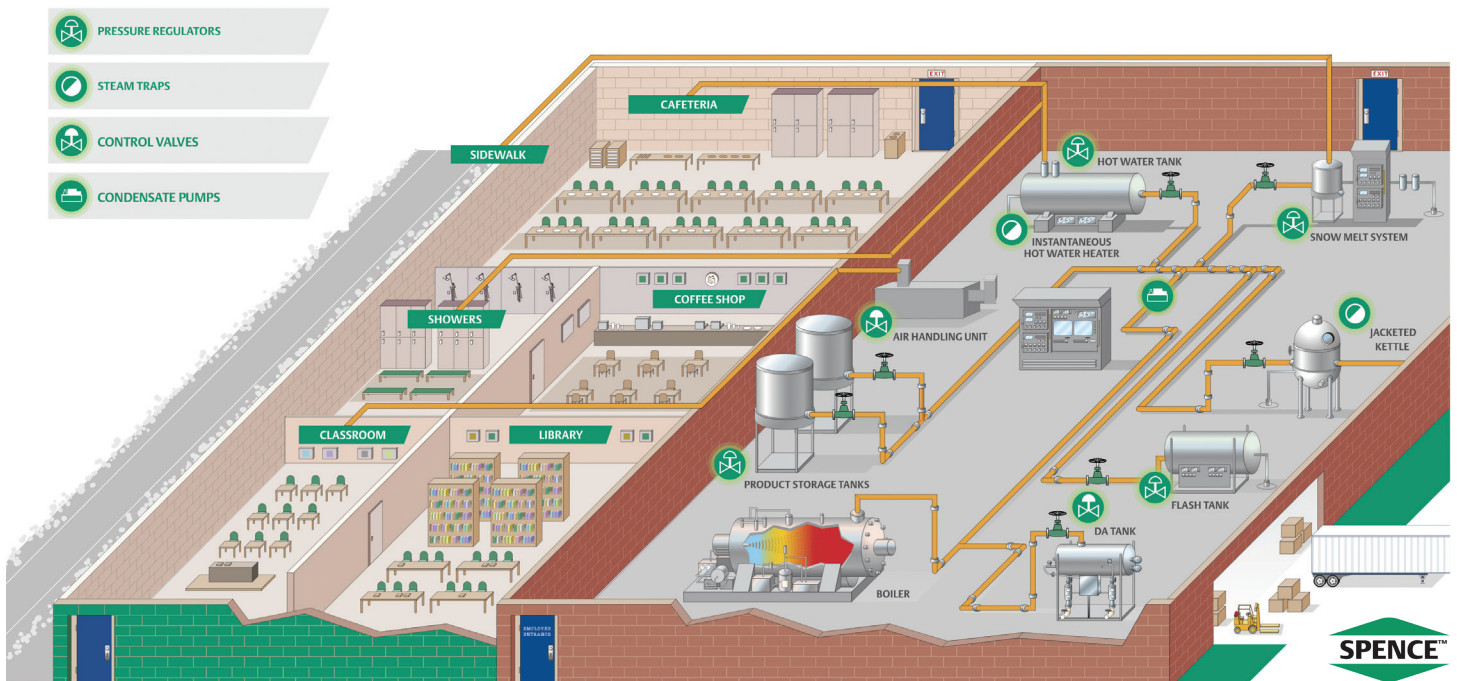 PRESSURE REGULATORS
STEAM TRAPS
CONTROL VALVES
CONDENSATE PUMPS
EXIT
EXIT
CAFETERIA
SIDEWALK
HOT WATER TANK
INSTANTANEOUS
HOT WATER HEATER
SNOW MELT SYSTEM
COFFEE SHOP
SHOWERS
AIR HANDLING UNIT
JACKETED
KETTLE
CLASSROOM
LIBRARY
PRODUCT STORAGE TANKS
FLASH TANK
DA TANK
BOILER
EMPLOYEE
ENTRANCE
SPENCE™